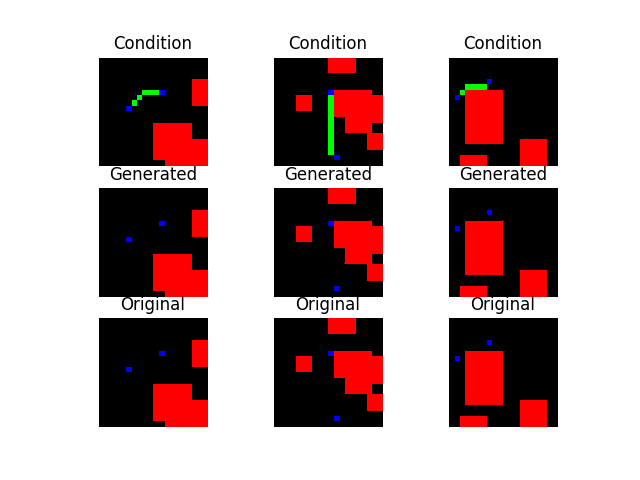 Condition Condition Condition
Generated Generated Generated
Original Original Original